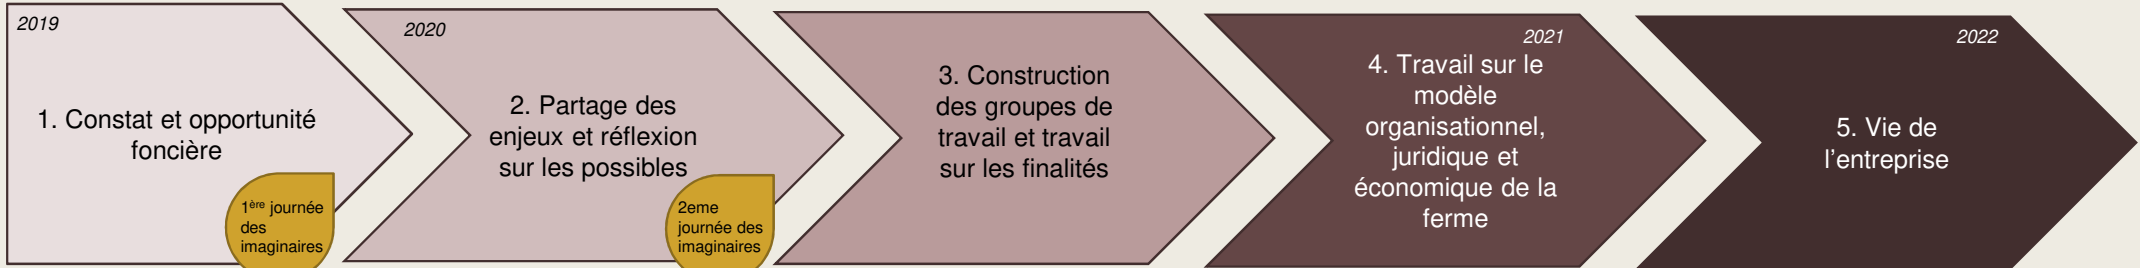 2019
1. Constat et opportunité
foncière
1ère journée
des
imaginaires
2020
2. Partage des
enjeux et réflexion
sur les possibles
2eme
journée des
imaginaires
3. Construction
des groupes de
travail et travail
sur les finalités
2021
4. Travail sur le
modèle
organisationnel,
juridique et
économique de la
ferme
2022
5. Vie de
l’entreprise